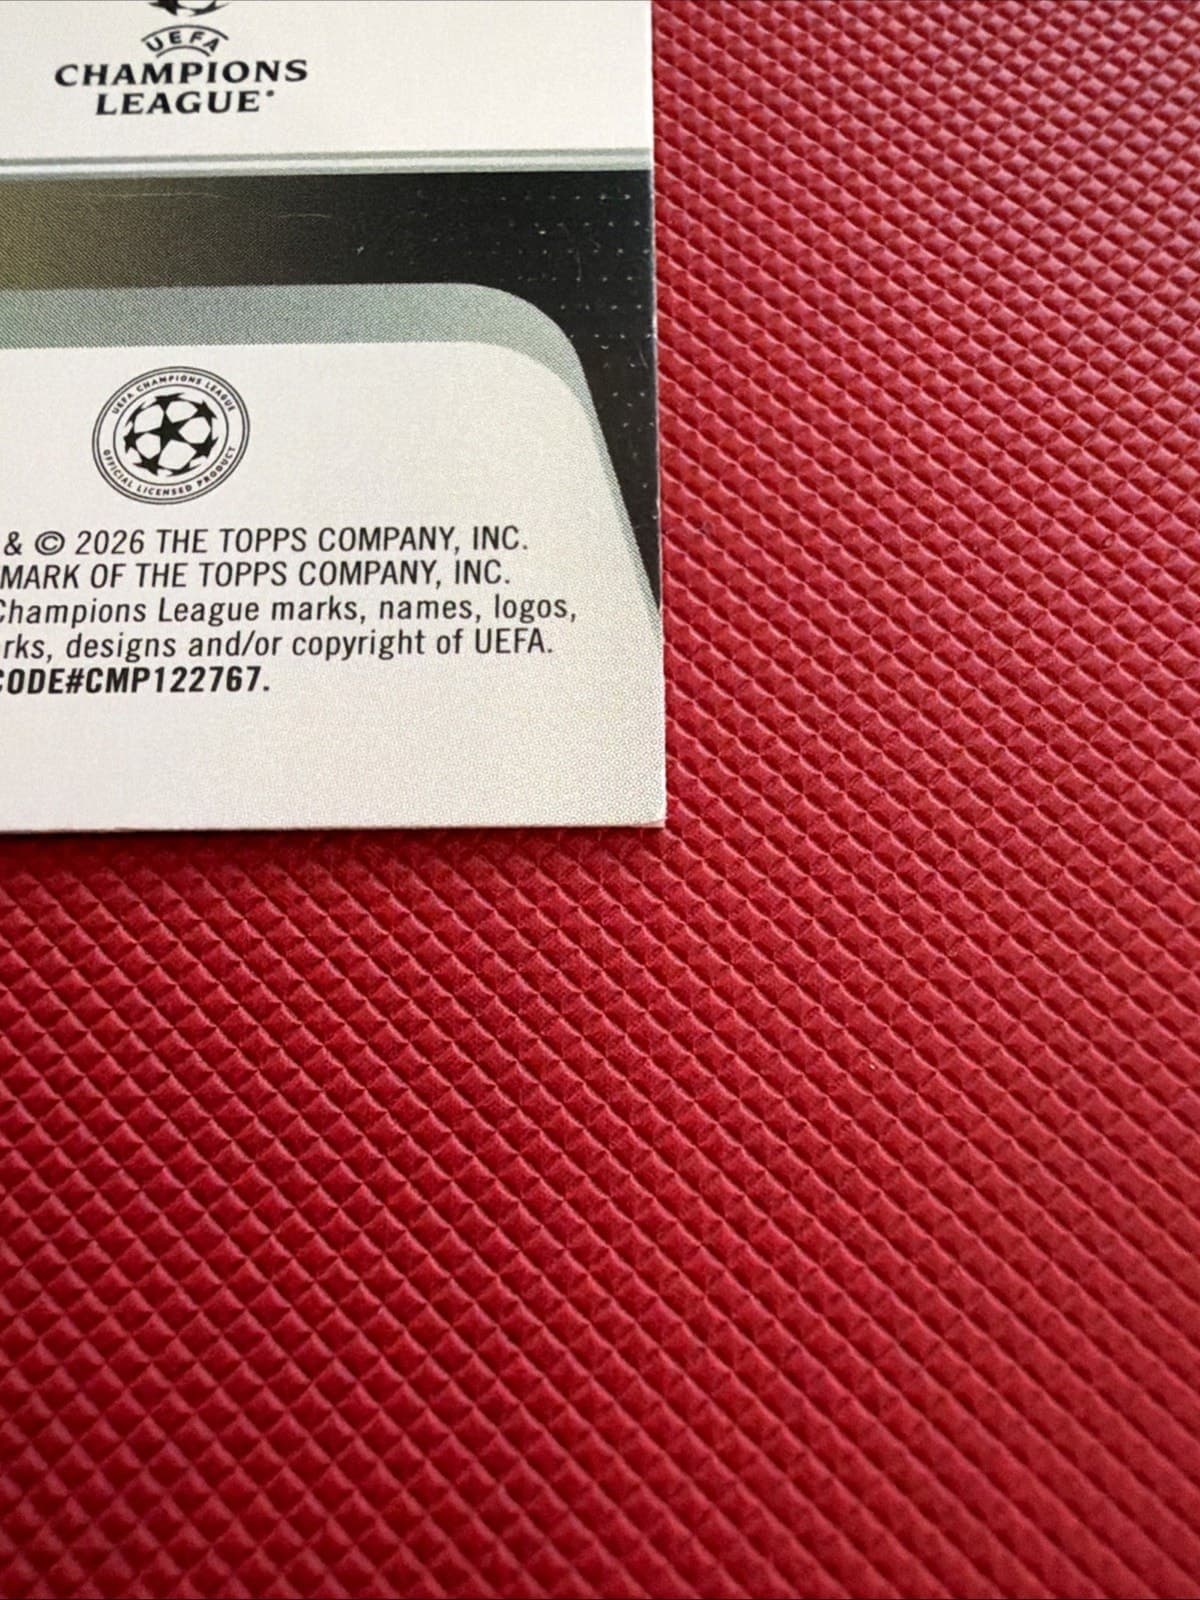 UEFA
CHAMPIONS
LEAGUE
UEFA CHAMPIONS LEAGUE
OFFICIAL LICENSED PRODUCT
& © 2026 THE TOPPS COMPANY, INC.
MARK OF THE TOPPS COMPANY, INC.
Champions League marks, names, logos,
rks, designs and/or copyright of UEFA.
CODE#CMP122767.